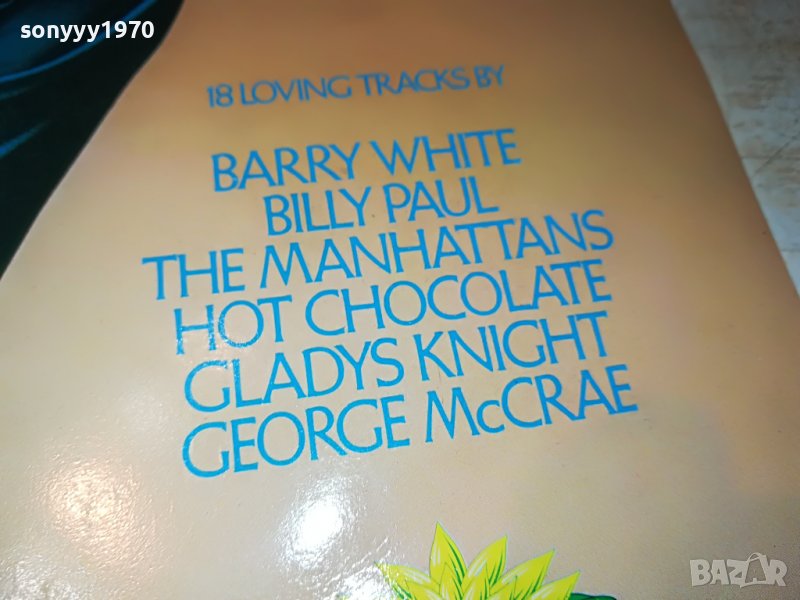 sonyyy1970
18 LOVING TRACKS BY
BARRY WHITE
BILLY PAUL
THE MANHATTANS
HOT CHOCOLATE
GLADYS KNIGHT
GEORGE McCRAE
BAZAR